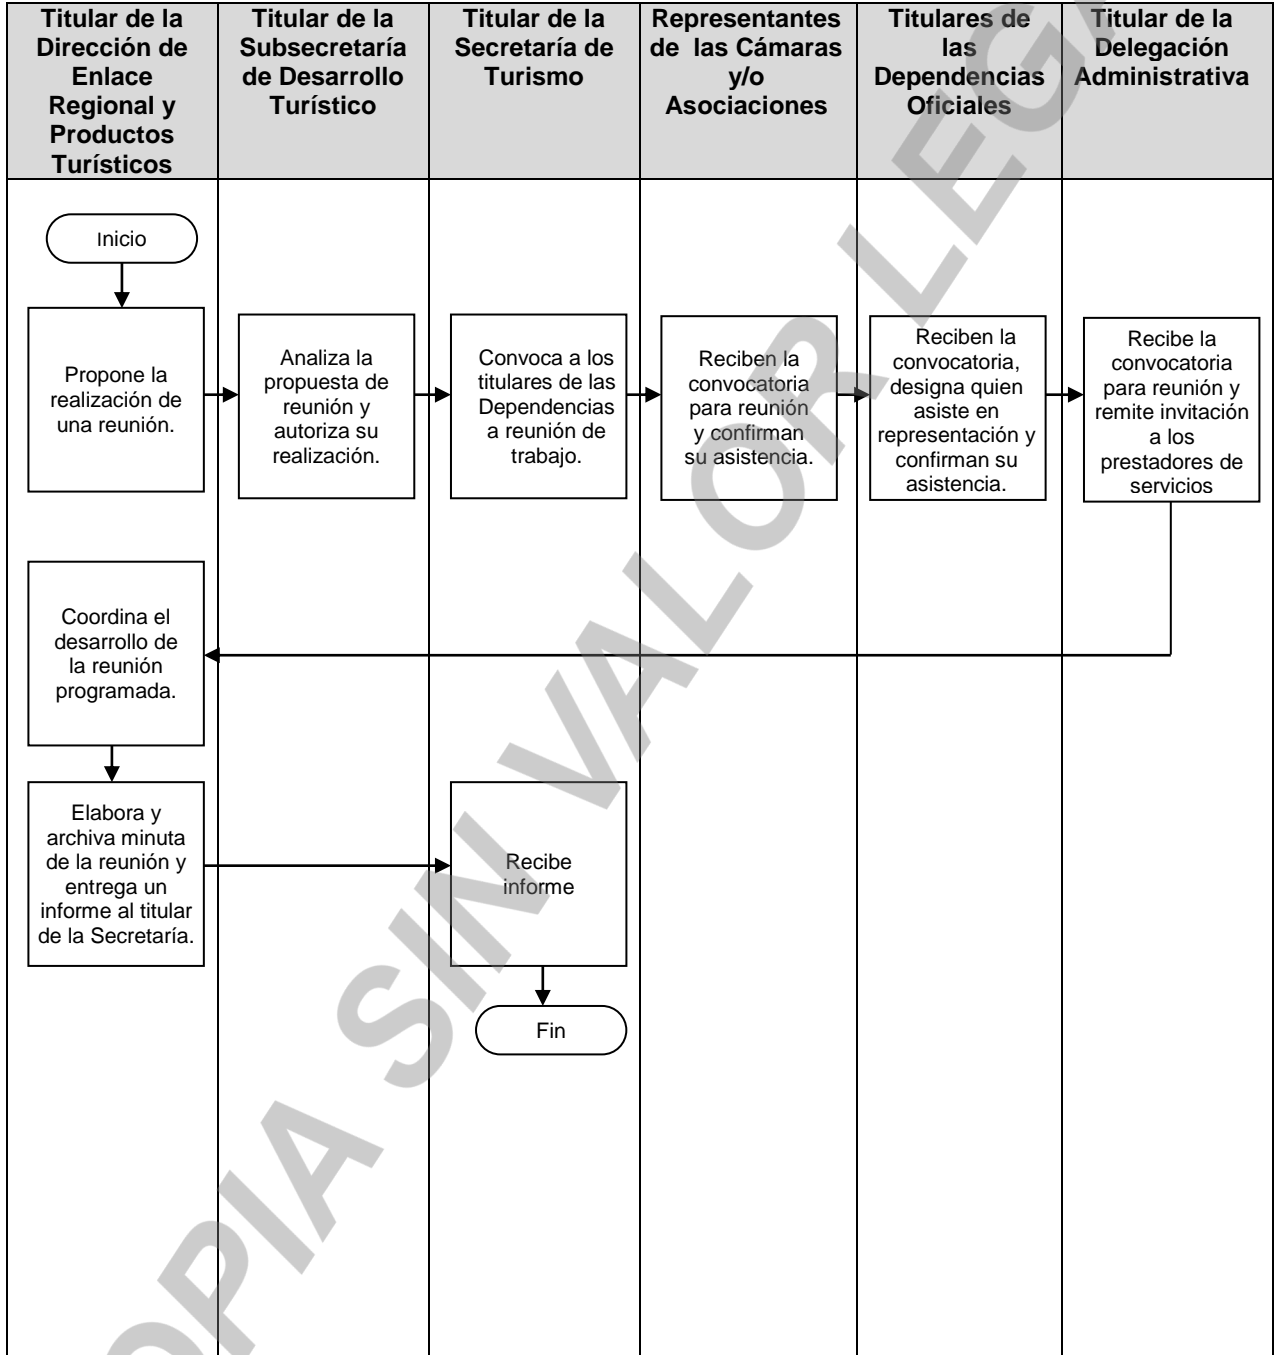 Titular de la
Dirección de
Enlace
Regional y
Productos
Turísticos
Titular de la
Subsecretaría
de Desarrollo
Turístico
Titular de la
Secretaría de
Turismo
Representantes
de las Cámaras
y/o
Asociaciones
Titulares de
las
Dependencias
Oficiales
Titular de la
Delegación
Administrativa
Inicio
Propone la
realización de
una reunión.
Analiza la
propuesta de
reunión y
autoriza su
realización.
Convoca a los
titulares de las
Dependencias
a reunión de
trabajo.
Reciben la
convocatoria
para reunión
y confirman
su asistencia.
Reciben la
convocatoria,
designa quien
asiste en
representación y
confirman su
asistencia.
Recibe la
convocatoria
para reunión y
remite invitación
a los
prestadores de
servicios
Coordina el
desarrollo de
la reunión
programada.
Elabora y
archiva minuta
de la reunión y
entrega un
informe al titular
de la Secretaría.
Recibe
informe
Fin
OPIA SIN VALOR LEGA